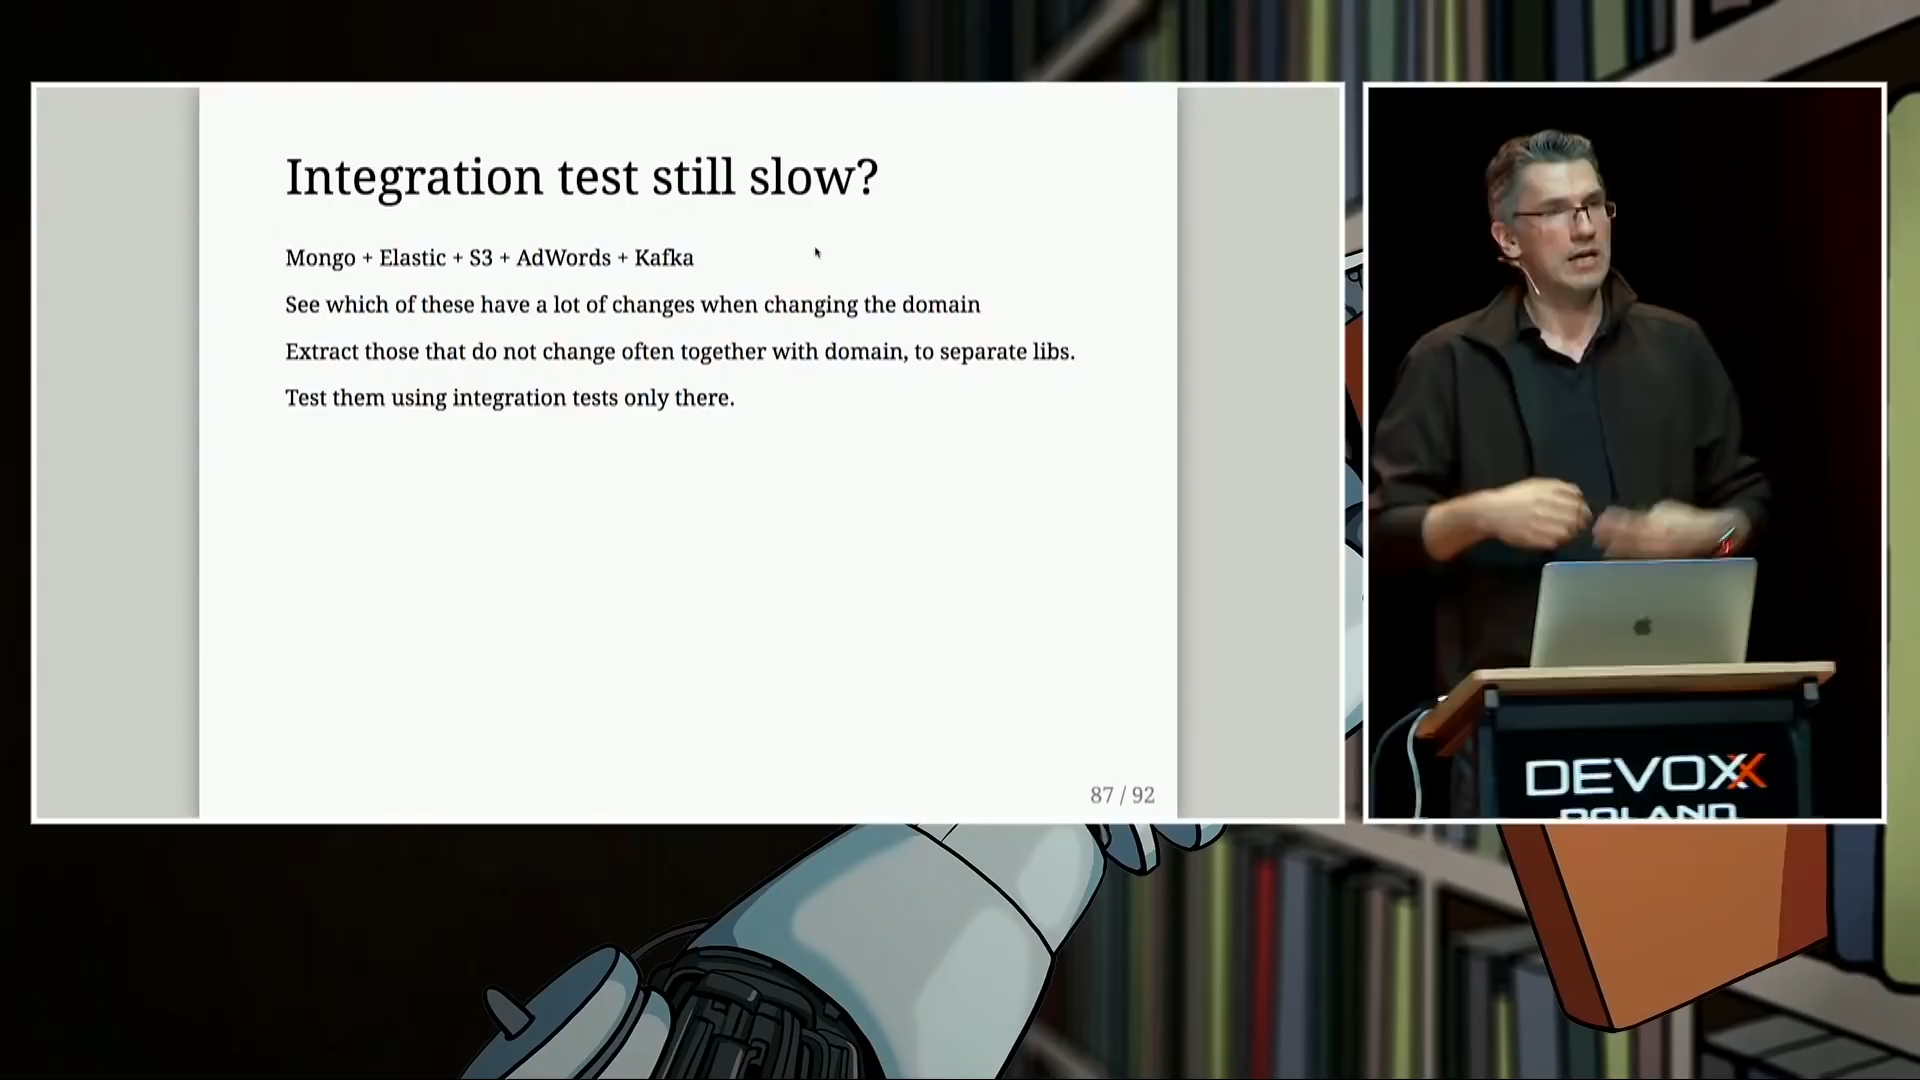 Integration test still slow?
Mongo + Elastic + S3 + AdWords + Kafka
See which of these have a lot of changes when changing the domain
Extract those that do not change often together with domain, to separate libs.
Test them using integration tests only there.
87 / 92
DEVOXX
POLAND